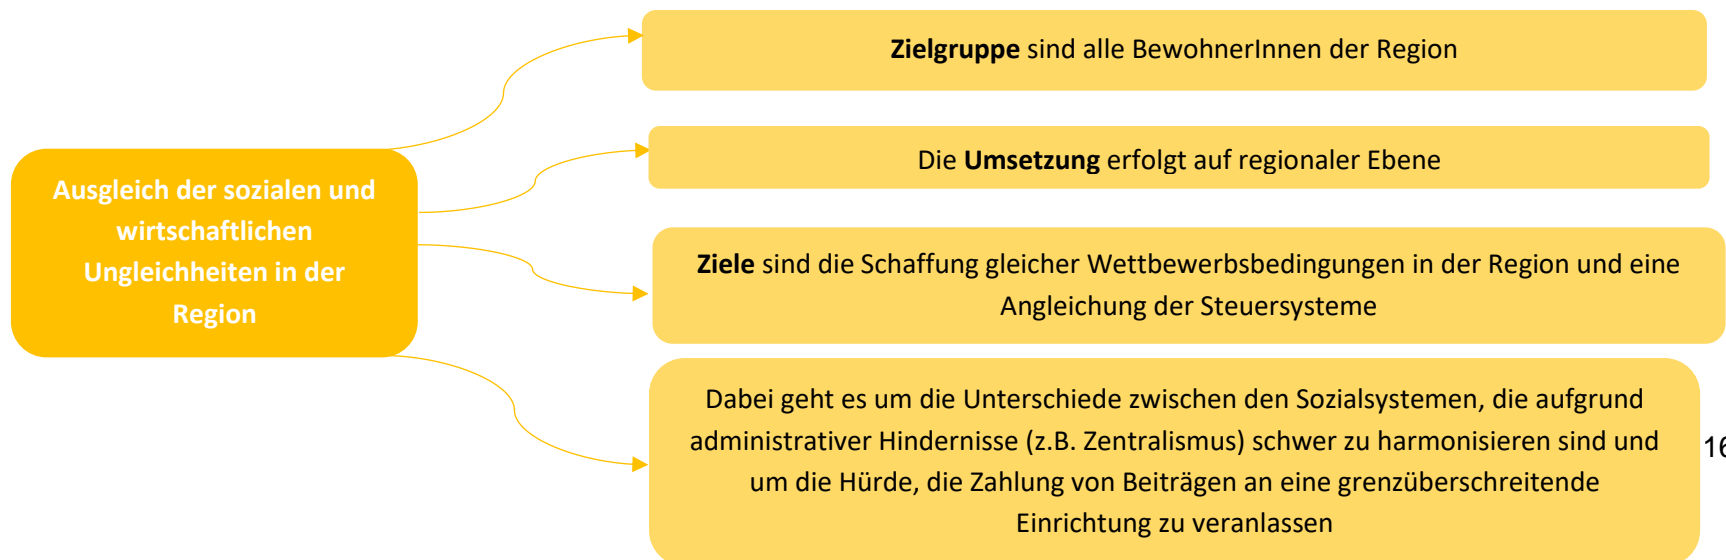 Zielgruppe sind alle BewohnerInnen der Region
Die Umsetzung erfolgt auf regionaler Ebene
Ausgleich der sozialen und
wirtschaftlichen
Ungleichheiten in der
Region
Ziele sind die Schaffung gleicher Wettbewerbsbedingungen in der Region und eine
Angleichung der Steuersysteme
Dabei geht es um die Unterschiede zwischen den Sozialsystemen, die aufgrund
administrativer Hindernisse (z.B. Zentralismus) schwer zu harmonisieren sind und
um die Hürde, die Zahlung von Beiträgen an eine grenzüberschreitende
Einrichtung zu veranlassen
16